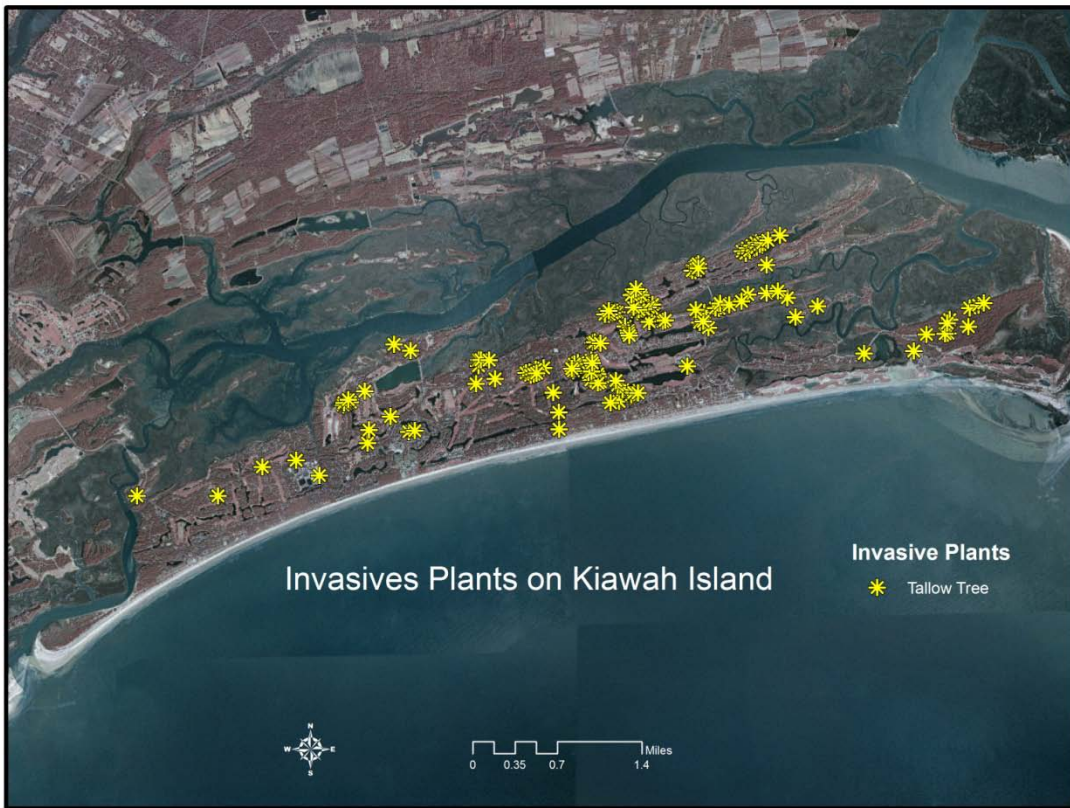 Invasive Plants
Tallow Tree
Invasives Plants on Kiawah Island
N
W E
S
Miles
0 0.35 0.7 1.4